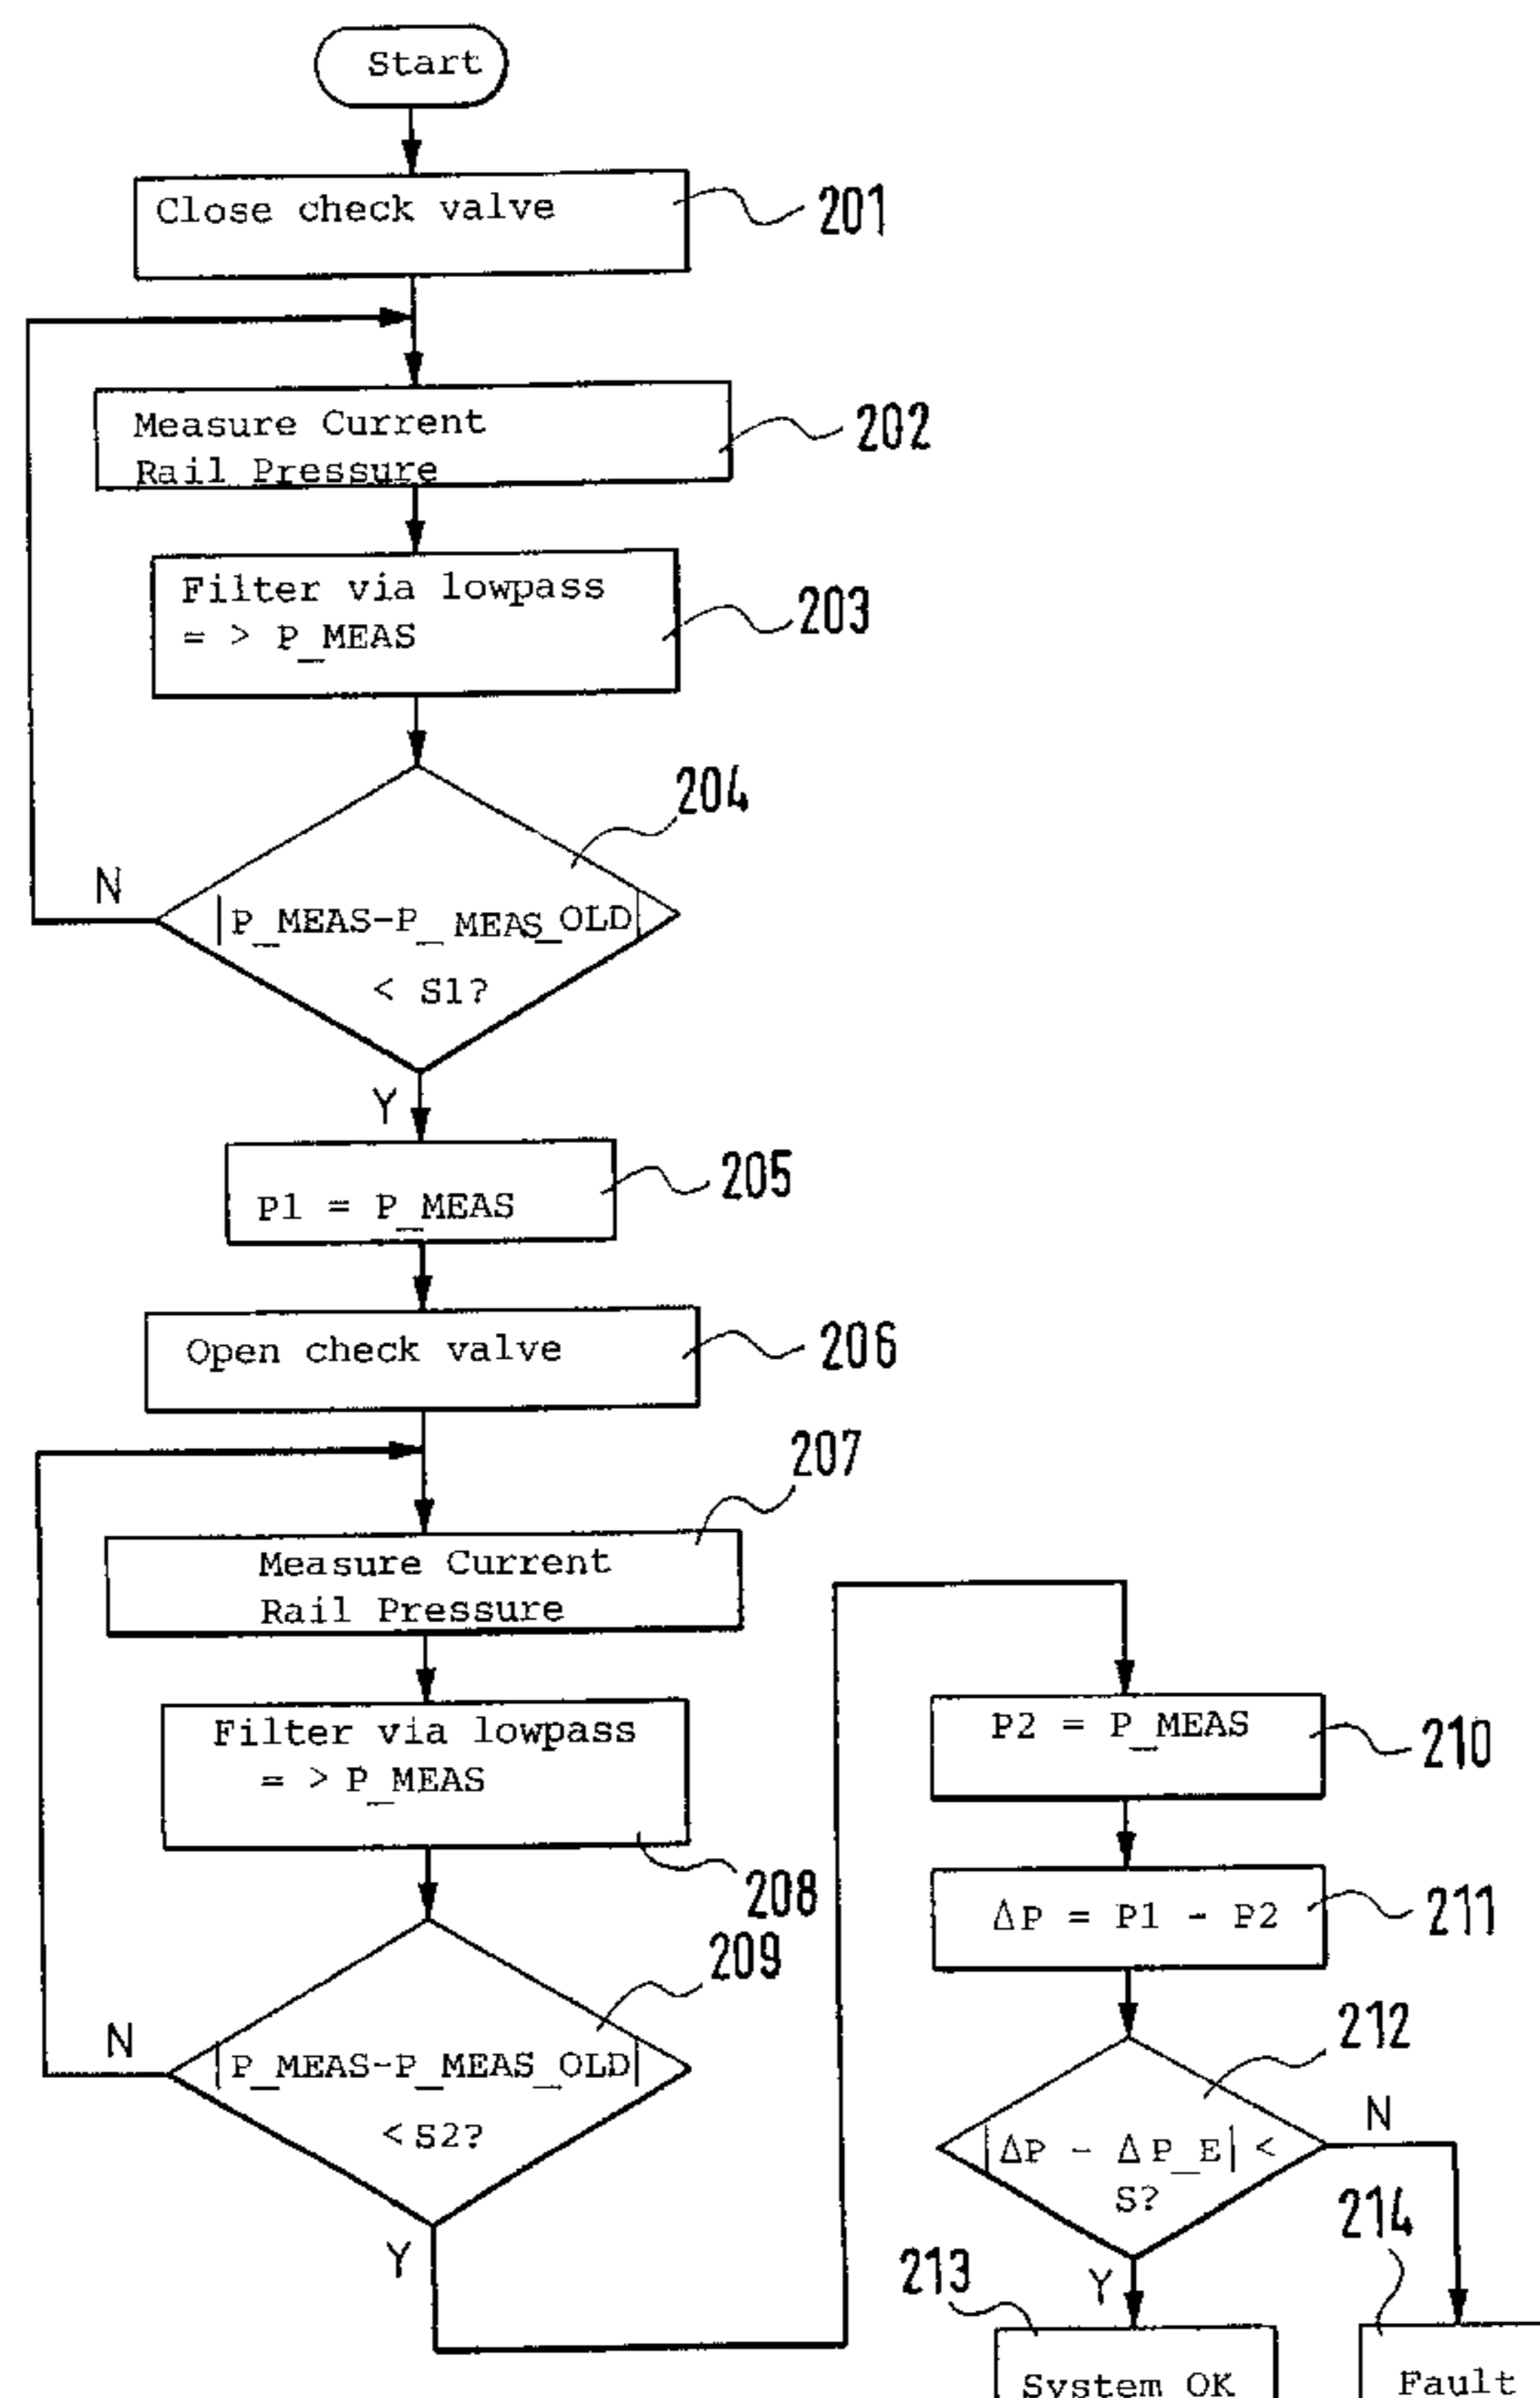 Start
Close check valve
201
Measure Current
Rail Pressure
202
Filter via lowpass
= > P_MEAS
203
204
N
|P_MEAS-P_ MEAS_OLD|
< S1?
Y
P1 = P_MEAS
205
Open check valve
206
207
Measure Current
Rail Pressure
Filter via lowpass
= > P_MEAS
208
209
N
|P_MEAS-P_MEAS_OLD|
< S2?
Y
P2 = P_MEAS
210
ΔP = P1 - P2
211
212
N
|ΔP - ΔP_E| <
S?
Y
213
System OK
214
Fault